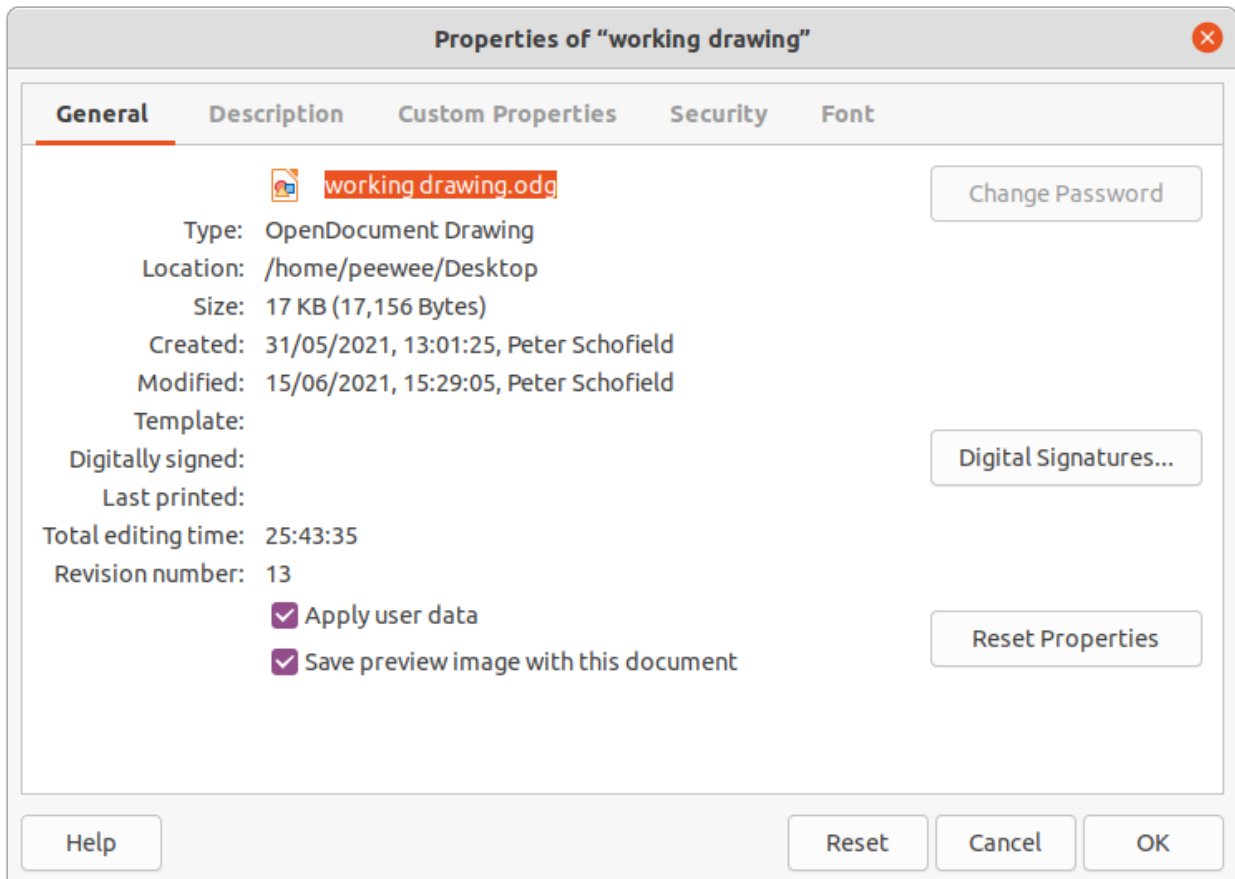 Properties of “working drawing”
General Description Custom Properties Security Font
working drawing.odg
Change Password
Type: OpenDocument Drawing
Location: /home/peewee/Desktop
Size: 17 KB (17,156 Bytes)
Created: 31/05/2021, 13:01:25, Peter Schofield
Modified: 15/06/2021, 15:29:05, Peter Schofield
Template:
Digitally signed:
Digital Signatures...
Last printed:
Total editing time: 25:43:35
Revision number: 13
Apply user data
Reset Properties
Save preview image with this document
Help Reset Cancel OK